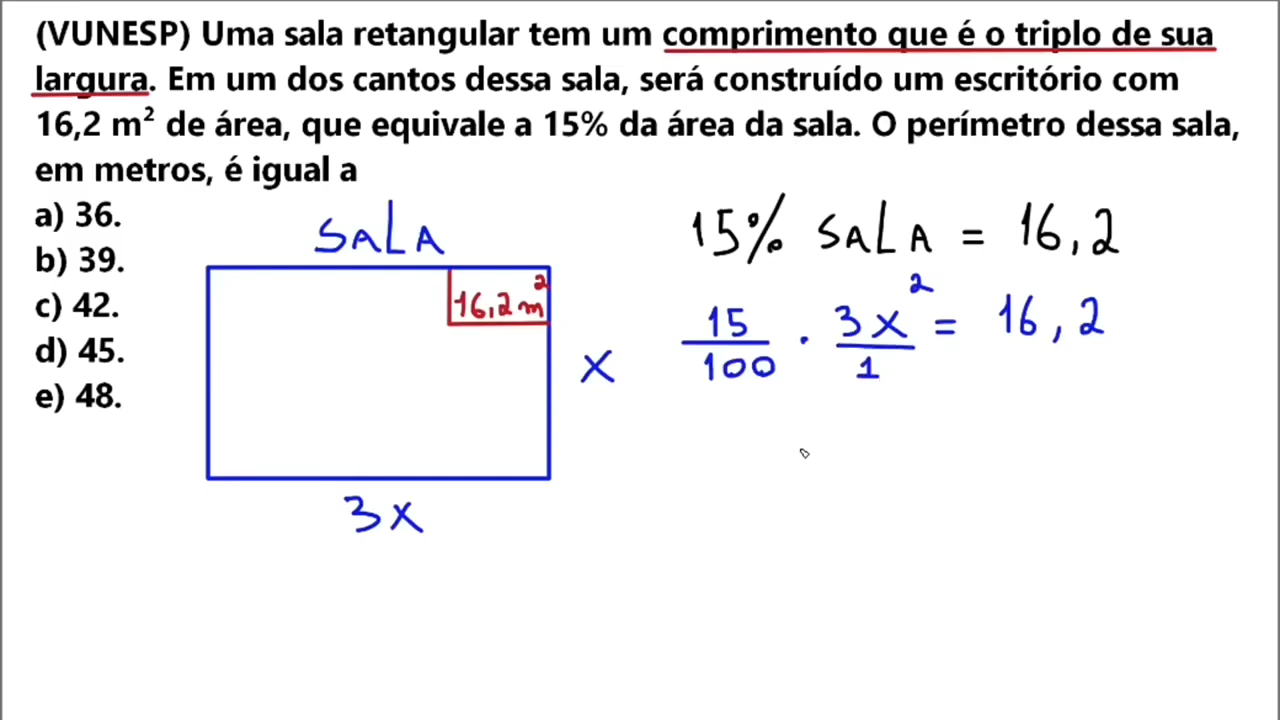 (VUNESP) Uma sala retangular tem um comprimento que é o triplo de sua
largura. Em um dos cantos dessa sala, será construído um escritório com
16,2 m² de área, que equivale a 15% da área da sala. O perímetro dessa sala,
em metros, é igual a
a) 36.
b) 39.
c) 42.
d) 45.
e) 48.
SALA
16,2 m²
x
3x
15% SALA = 16,2
15/100 · 3x²/1 = 16,2